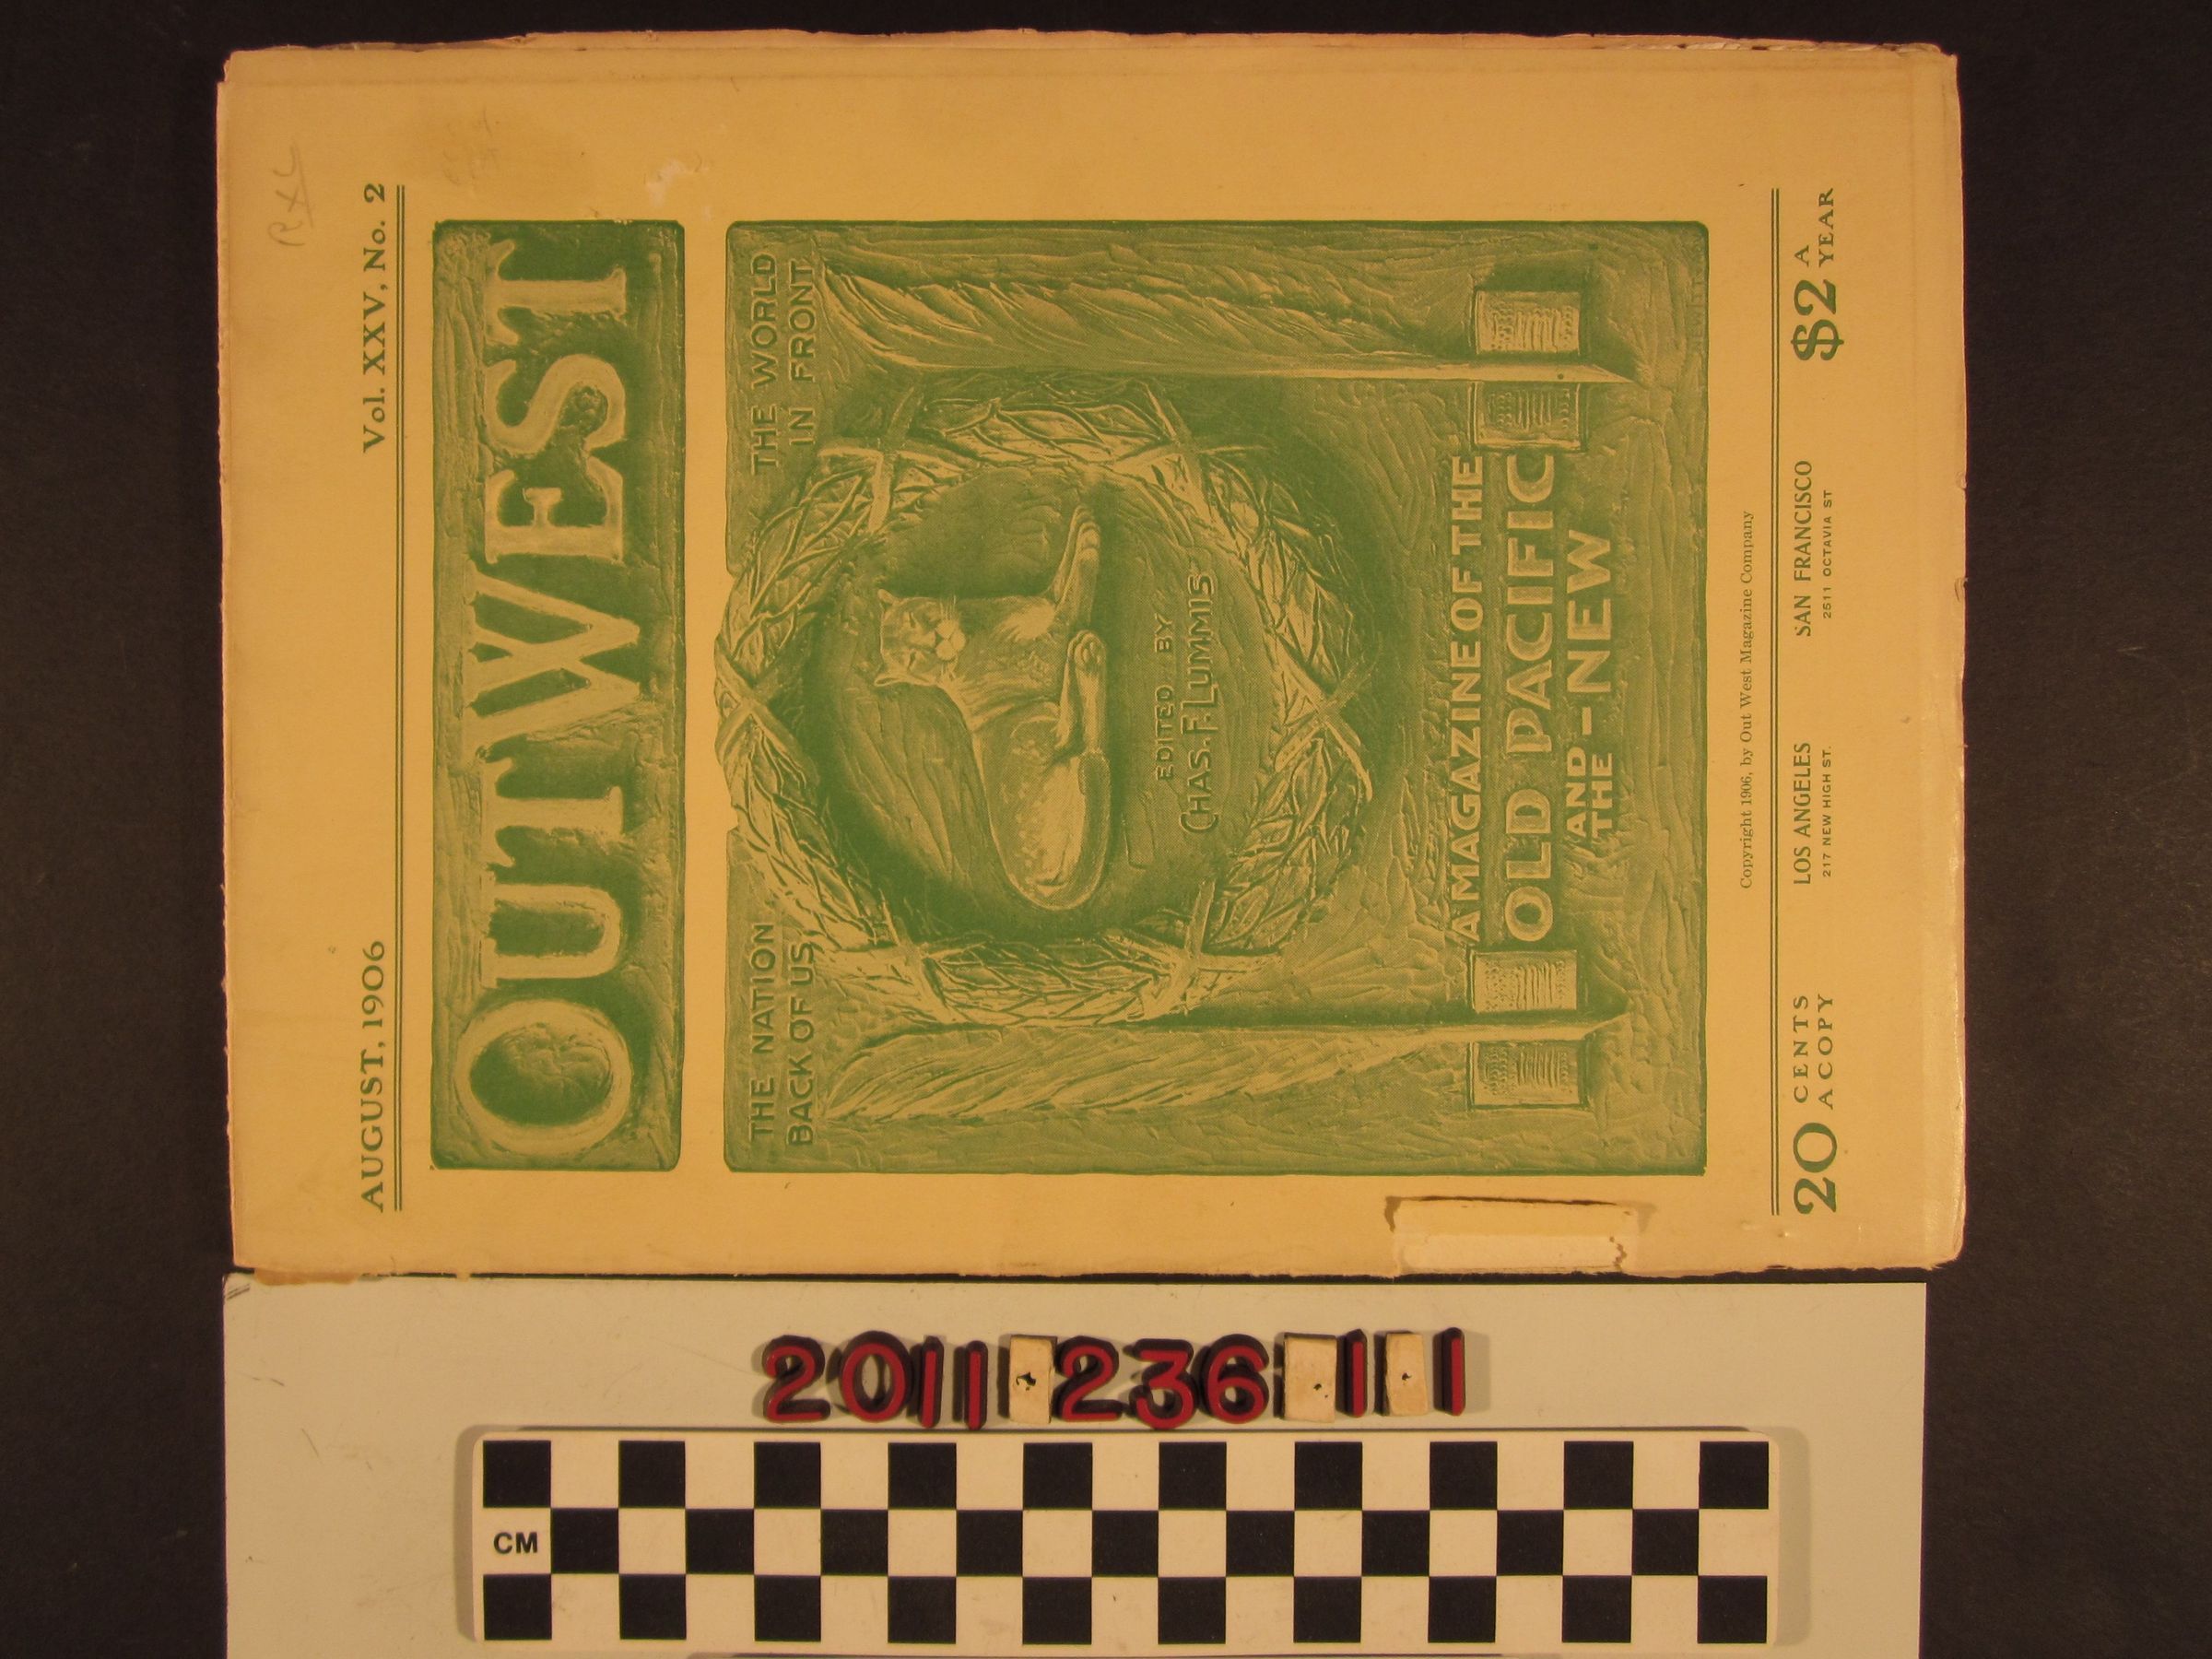 AUGUST, 1906 Vol. XXV, No. 2
OUT WEST
THE NATION
BACK OF US
THE WORLD
IN FRONT
EDITED BY
CHAS. F. LUMMIS
A MAGAZINE OF THE
OLD PACIFIC
AND
THE - NEW
Copyright 1906, by Out West Magazine Company
20 CENTS
A COPY
LOS ANGELES
217 NEW HIGH ST.
SAN FRANCISCO
2511 OCTAVIA ST
$2 A
YEAR
2011.236.1.1
CM